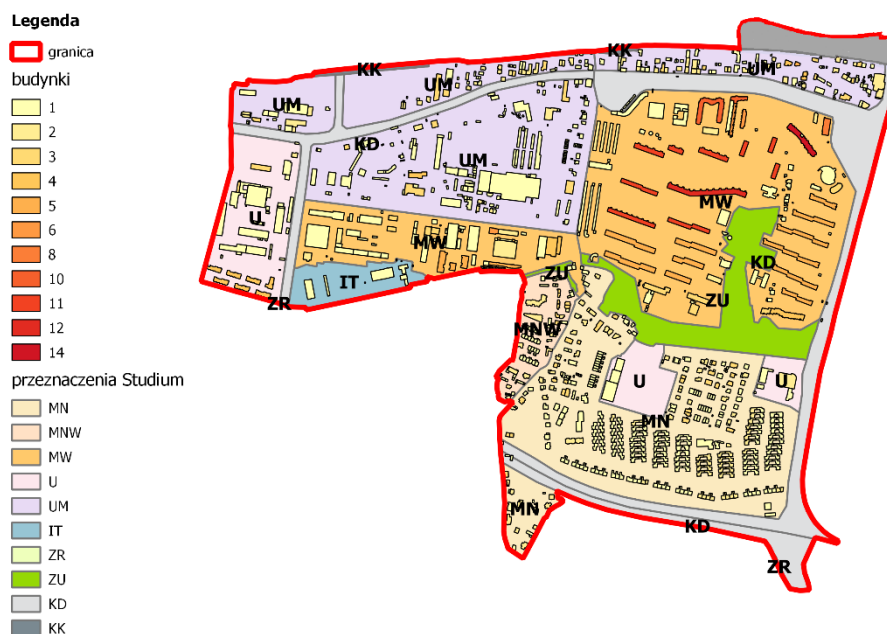 Legenda
granica
budynki
1
2
3
4
5
6
8
10
11
12
14
przeznaczenia Studium
MN
MNW
MW
U
UM
IT
ZR
ZU
KD
KK
KK
KK
UM
UM
UM
KD
UM
MW
U
MW
KD
ZU
IT
ZU
ZR
MNW
U
U
MN
MN
KD
ZR